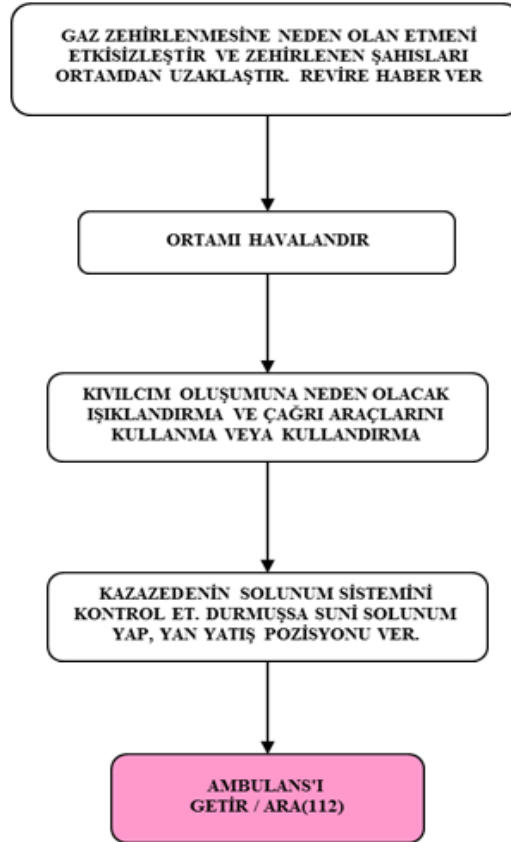 GAZ ZEHİRLENMESİNE NEDEN OLAN ETMENİ
ETKİSİZLEŞTİR VE ZEHİRLENEN ŞAHISLARI
ORTAMDAN UZAKLAŞTIR. REVİRE HABER VER
ORTAMI HAVALANDIR
KIVILCIM OLUŞUMUNA NEDEN OLACAK
IŞIKLANDIRMA VE ÇAĞRI ARAÇLARINI
KULLANMA VEYA KULLANDIRMA
KAZAZEDENİN SOLUNUM SİSTEMİNİ
KONTROL ET. DURMUŞSA SUNİ SOLUNUM
YAP, YAN YATIŞ POZİSYONU VER.
AMBULANS'I
GETİR / ARA(112)